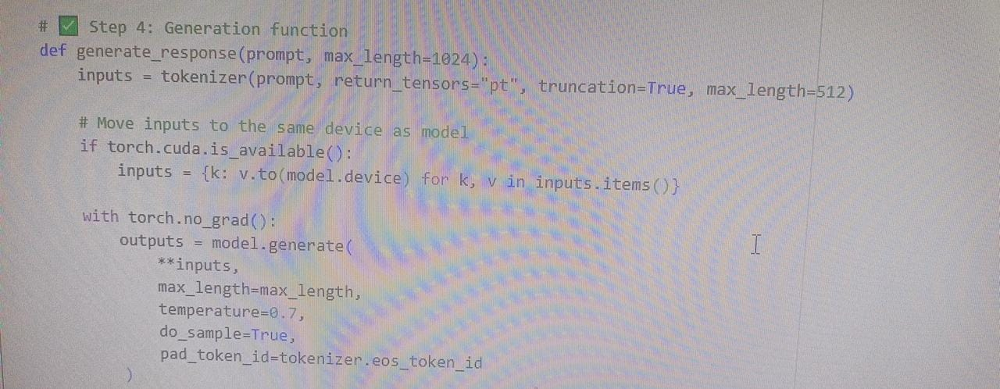 # ✅ Step 4: Generation function
def generate_response(prompt, max_length=1024):
    inputs = tokenizer(prompt, return_tensors="pt", truncation=True, max_length=512)

    # Move inputs to the same device as model
    if torch.cuda.is_available():
        inputs = {k: v.to(model.device) for k, v in inputs.items()}

    with torch.no_grad():
        outputs = model.generate(
            **inputs,
            max_length=max_length,
            temperature=0.7,
            do_sample=True,
            pad_token_id=tokenizer.eos_token_id
        )